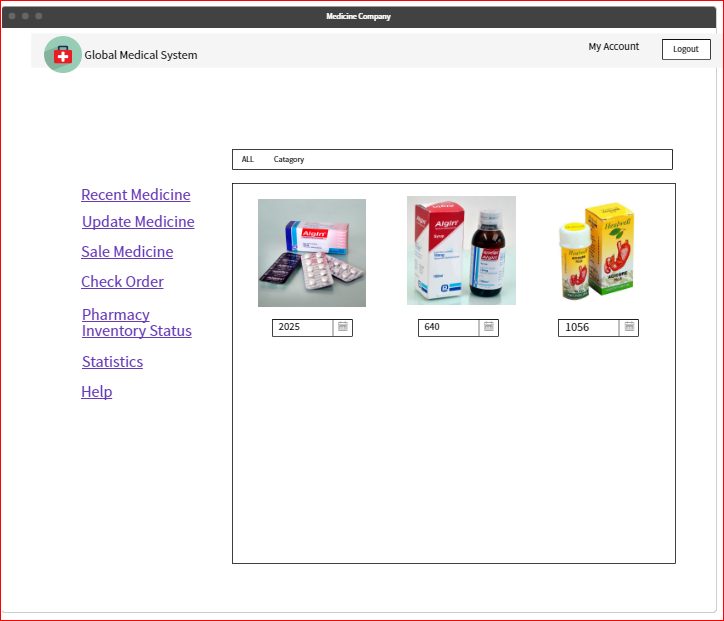 Medicine Company
Global Medical System
My Account
Logout
ALL Catagory
Recent Medicine
Update Medicine
Sale Medicine
Check Order
Pharmacy
Inventory Status
Statistics
Help
Algin
Algin
Algin
2025
640
1056